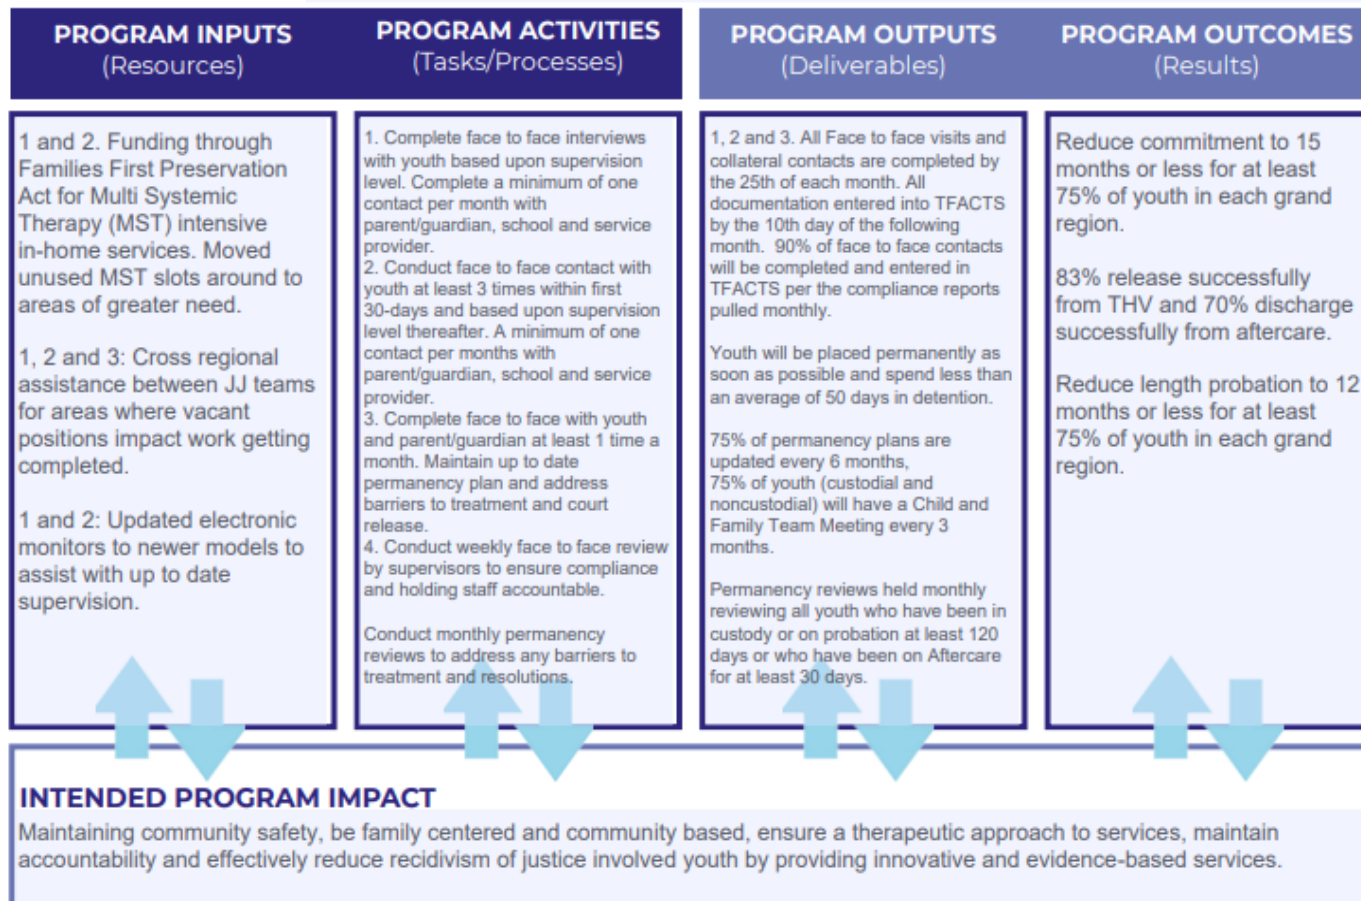 PROGRAM INPUTS
(Resources)
1 and 2. Funding through
Families First Preservation
Act for Multi Systemic
Therapy (MST) intensive
in-home services. Moved
unused MST slots around to
areas of greater need.
1, 2 and 3: Cross regional
assistance between JJ teams
for areas where vacant
positions impact work getting
completed.
1 and 2: Updated electronic
monitors to newer models to
assist with up to date
supervision.
PROGRAM ACTIVITIES
(Tasks/Processes)
1. Complete face to face interviews
with youth based upon supervision
level. Complete a minimum of one
contact per month with
parent/guardian, school and service
provider.
2. Conduct face to face contact with
youth at least 3 times within first
30-days and based upon supervision
level thereafter. A minimum of one
contact per months with
parent/guardian, school and service
provider.
3. Complete face to face with youth
and parent/guardian at least 1 time a
month. Maintain up to date
permanency plan and address
barriers to treatment and court
release.
4. Conduct weekly face to face review
by supervisors to ensure compliance
and holding staff accountable.
Conduct monthly permanency
reviews to address any barriers to
treatment and resolutions.
PROGRAM OUTPUTS
(Deliverables)
1, 2 and 3. All Face to face visits and
collateral contacts are completed by
the 25th of each month. All
documentation entered into TFACTS
by the 10th day of the following
month. 90% of face to face contacts
will be completed and entered in
TFACTS per the compliance reports
pulled monthly.
Youth will be placed permanently as
soon as possible and spend less than
an average of 50 days in detention.
75% of permanency plans are
updated every 6 months,
75% of youth (custodial and
noncustodial) will have a Child and
Family Team Meeting every 3
months.
Permanency reviews held monthly
reviewing all youth who have been in
custody or on probation at least 120
days or who have been on Aftercare
for at least 30 days.
PROGRAM OUTCOMES
(Results)
Reduce commitment to 15
months or less for at least
75% of youth in each grand
region.
83% release successfully
from THV and 70% discharge
successfully from aftercare.
Reduce length probation to 12
months or less for at least
75% of youth in each grand
region.
INTENDED PROGRAM IMPACT
Maintaining community safety, be family centered and community based, ensure a therapeutic approach to services, maintain
accountability and effectively reduce recidivism of justice involved youth by providing innovative and evidence-based services.